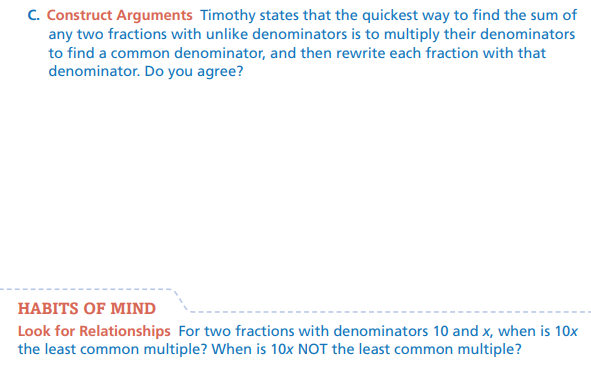 C. Construct Arguments Timothy states that the quickest way to find the sum of
any two fractions with unlike denominators is to multiply their denominators
to find a common denominator, and then rewrite each fraction with that
denominator. Do you agree?
HABITS OF MIND
Look for Relationships For two fractions with denominators 10 and x, when is 10x
the least common multiple? When is 10x NOT the least common multiple?